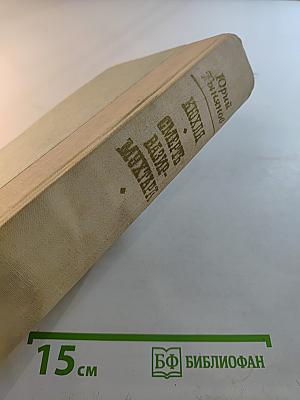 Юрий
Тынянов
КЮХЛЯ
СМЕРТЬ
ВАЗИР-
МУХТАРА
15 см
БФ БИБЛИОФАН